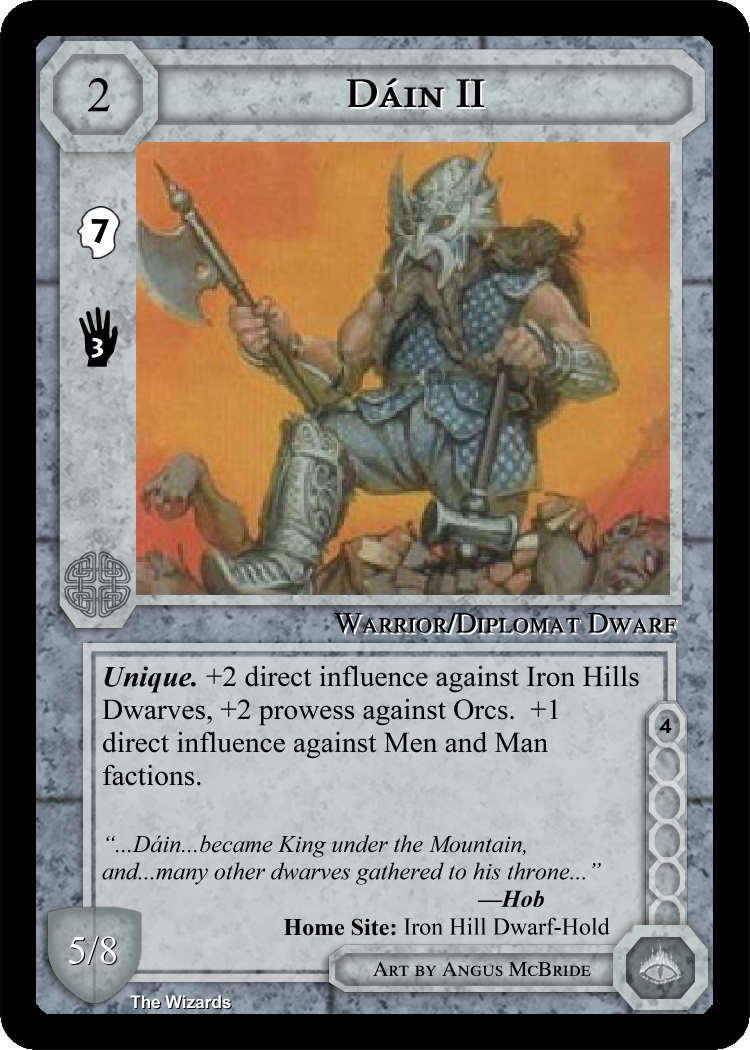 2
DÁIN II
7
3
WARRIOR/DIPLOMAT DWARF
Unique. +2 direct influence against Iron Hills
Dwarves, +2 prowess against Orcs. +1
direct influence against Men and Man
factions.
4
“...Dáin...became King under the Mountain,
and...many other dwarves gathered to his throne...”
—Hob
Home Site: Iron Hill Dwarf-Hold
5/8
ART BY ANGUS MCBRIDE
The Wizards